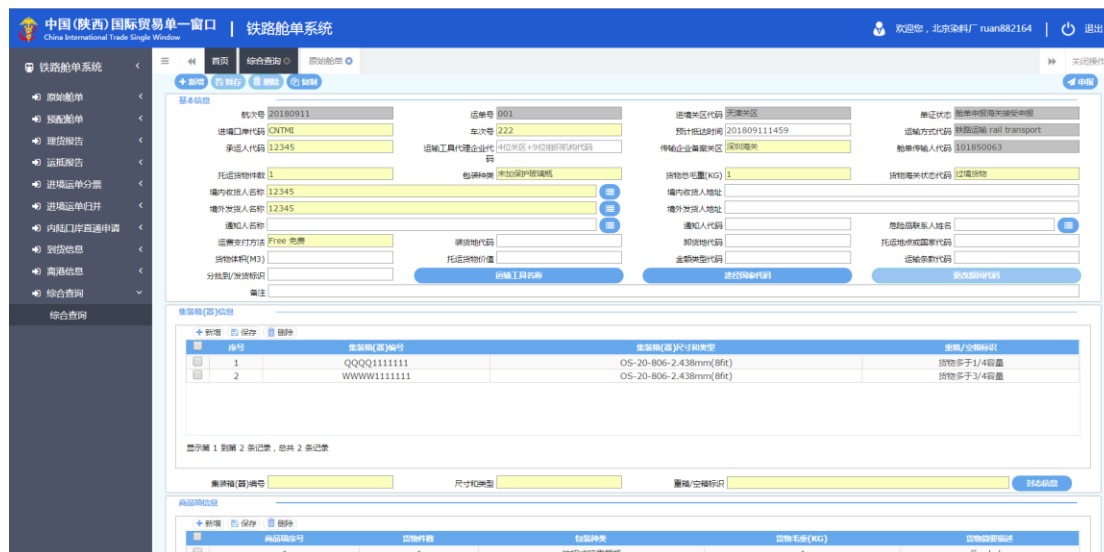 中国(陕西)国际贸易单一窗口 | 铁路舱单系统
China International Trade Single Window
欢迎您，北京染料厂 ruan882164 | 退出
铁路舱单系统
首页 综合查询 原始舱单 关闭操作
新增 暂存 删除 复制 申报
原始舱单
预配舱单
理货报告
运抵报告
进境运单分票
进境运单归并
内陆口岸直通申请
到货信息
离港信息
综合查询
综合查询
基本信息
航次号 20180911 运单号 001 进境关区代码 天津关区 单证状态 舱单申报海关接受申报
进境口岸代码 CNTMI 车次号 222 预计抵达时间 201809111459 运输方式代码 铁路运输 rail transport
承运人代码 12345 运输工具代理企业代码 4位关区+9位组织机构代码 传输企业备案关区 深圳海关 舱单传输人代码 101850063
托运货物件数 1 包装种类 未加保护玻璃瓶 货物总毛重(KG) 1 货物海关状态代码 过境货物
境内收货人名称 12345 境内收货人地址
境外发货人名称 12345 境外发货人地址
通知人名称 通知人代码 危险品联系人姓名
运费支付方法 Free 免费 装货地代码 卸货地代码 托运地点或国家代码
货物体积(M3) 托运货物价值 金额类型代码 运输条款代码
分批到/发货标识 运输工具名称 途经国家代码 更改原因代码
备注
集装箱(器)信息
新增 保存 删除
序号 集装箱(器)编号 集装箱(器)尺寸和类型 重箱/空箱标识
1 QQQQ1111111 OS-20-806-2.438mm(8fit) 货物多于1/4容量
2 WWWW1111111 OS-20-806-2.438mm(8fit) 货物多于3/4容量
显示第 1 到第 2 条记录，总共 2 条记录
集装箱(器)编号 尺寸和类型 重箱/空箱标识 封志信息
商品项信息
新增 保存 删除
商品项序号 货物件数 包装种类 货物毛重(KG) 货物简要描述